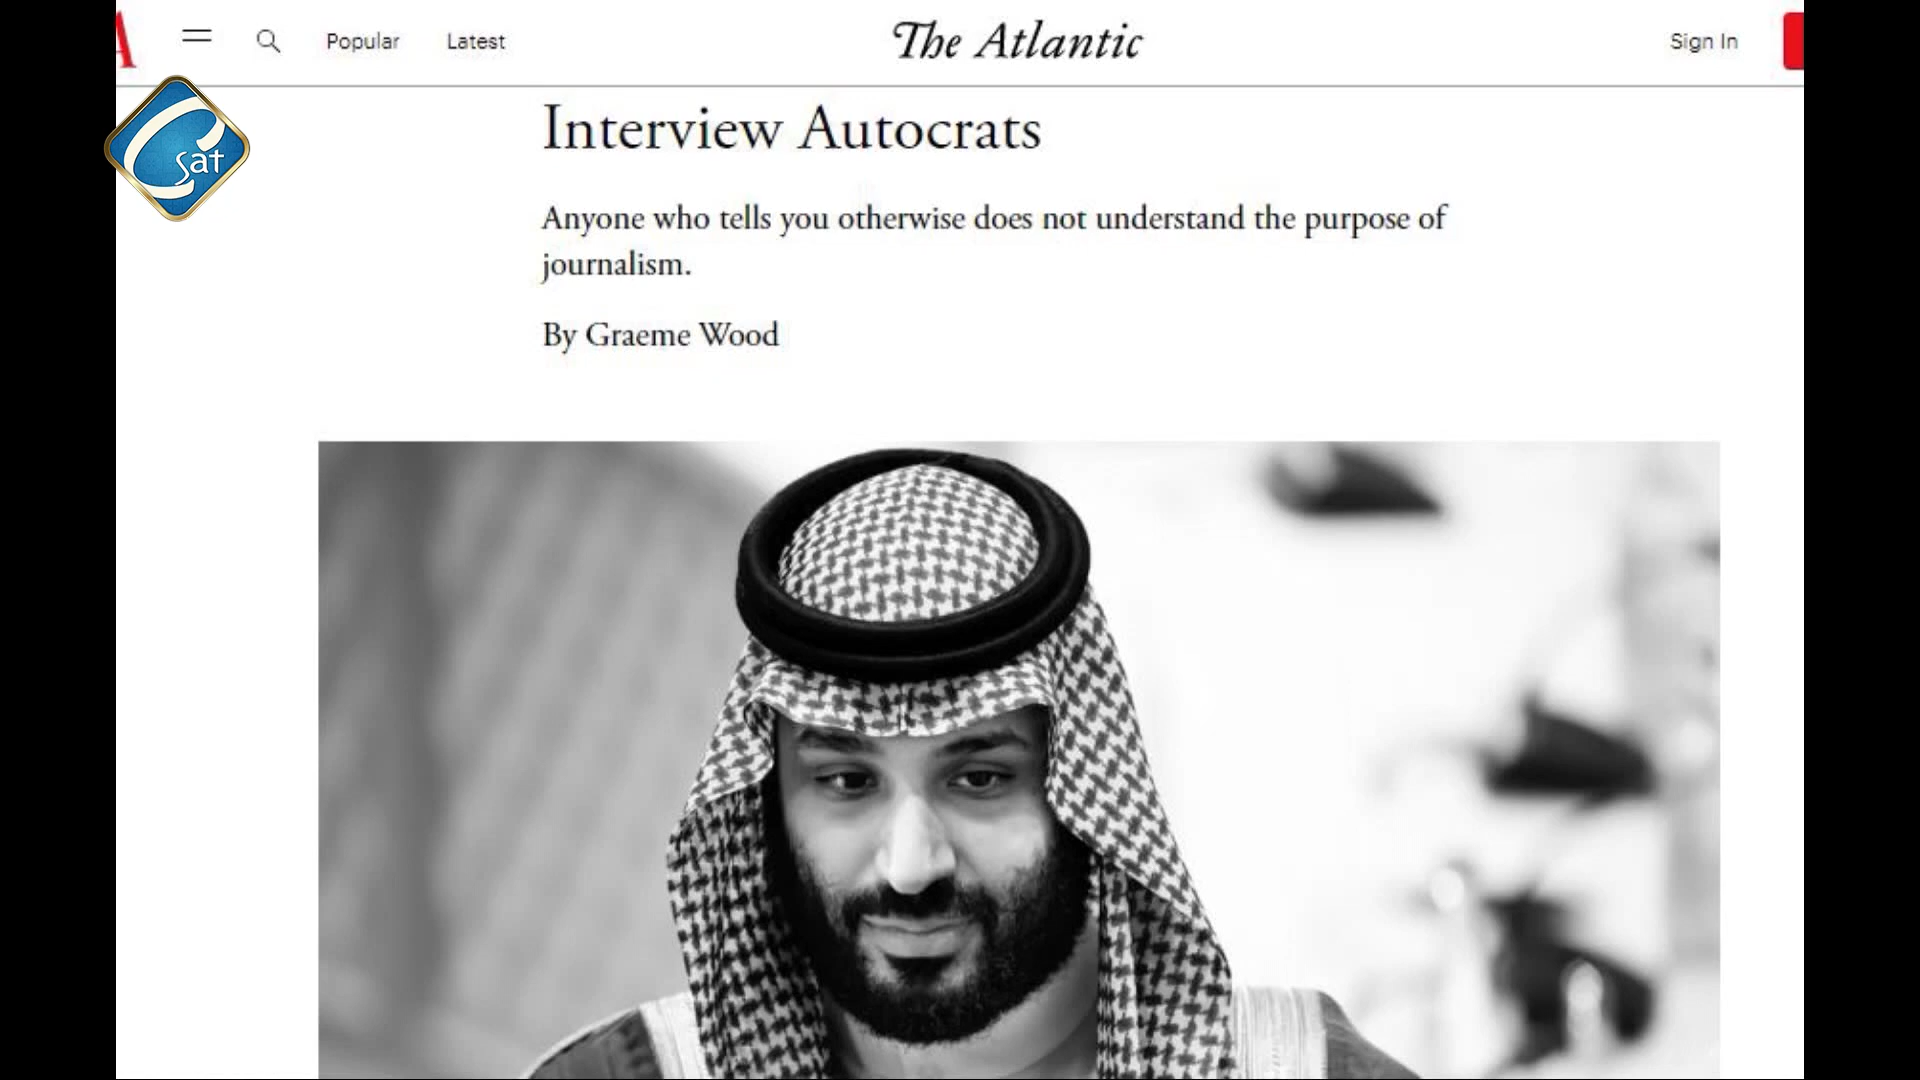 Popular Latest The Atlantic Sign In
C sat
Interview Autocrats
Anyone who tells you otherwise does not understand the purpose of
journalism.
By Graeme Wood